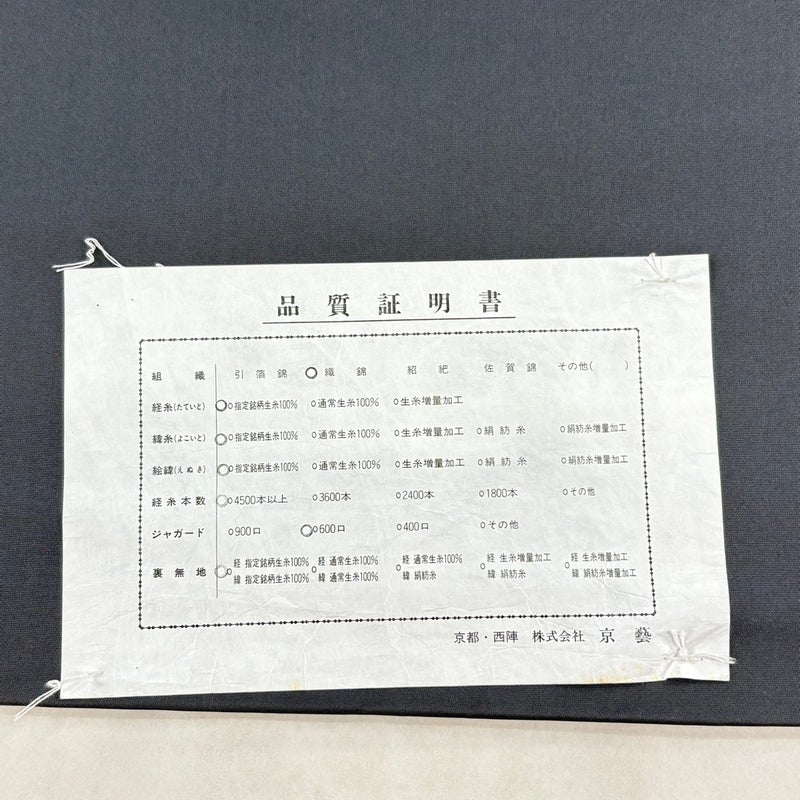 品質証明書
組織 引箔錦 ○織錦 紹紦 佐賀錦 その他( )
経糸(たていと) ○○指定銘柄生糸100% ○通常生糸100% ○生糸増量加工
緯糸(よこいと) ○○指定銘柄生糸100% ○通常生糸100% ○生糸増量加工 ○絹紡糸 ○絹紡糸増量加工
絵緯(えぬき) ○○指定銘柄生糸100% ○通常生糸100% ○生糸増量加工 ○絹紡糸 ○絹紡糸増量加工
経糸本数 ○○4500本以上 ○3600本 ○2400本 ○1800本 ○その他
ジャガード ○900口 ○○600口 ○400口 ○その他
裏無地 ○○経 指定銘柄生糸100% ○経 通常生糸100% ○経 通常生糸100% ○経 生糸増量加工 ○経 生糸増量加工
緯 指定銘柄生糸100% 緯 通常生糸100% 緯 絹紡糸 緯 絹紡糸 緯 絹紡糸増量加工
京都・西陣 株式会社 京藝